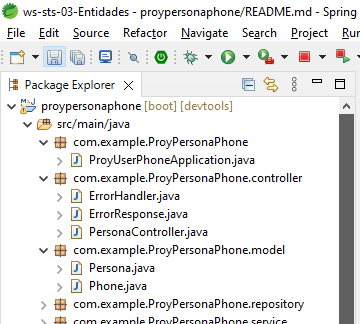 ws-sts-03-Entidades - proypersonaphone/README.md - Spring
File Edit Source Refactor Navigate Search Project Run
Package Explorer
proypersonaphone [boot] [devtools]
src/main/java
com.example.ProyPersonaPhone
ProyUserPhoneApplication.java
com.example.ProyPersonaPhone.controller
ErrorHandler.java
ErrorResponse.java
PersonaController.java
com.example.ProyPersonaPhone.model
Persona.java
Phone.java
com.example.ProyPersonaPhone.repository
com.example.ProyPersonaPhone.service